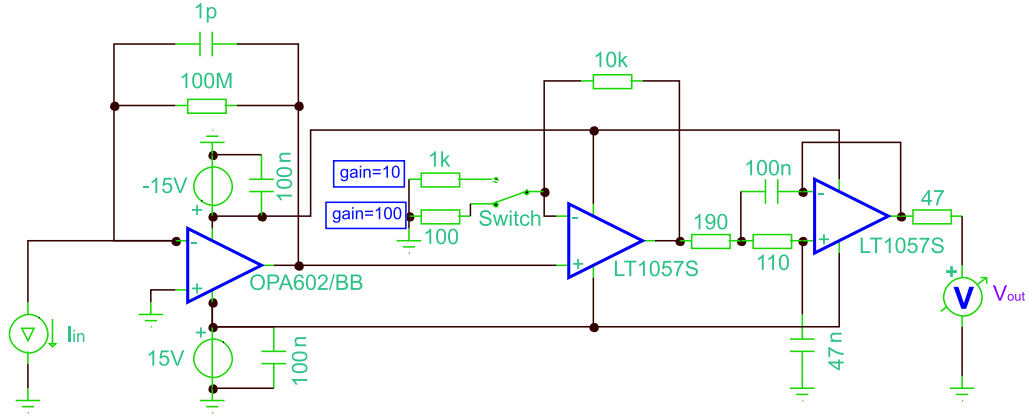 1p
100M
10k
-15V
100n
gain=10
1k
gain=100
100
Switch
100n
47
190
110
LT1057S
LT1057S
OPA602/BB
Iin
15V
100n
47n
V
Vout